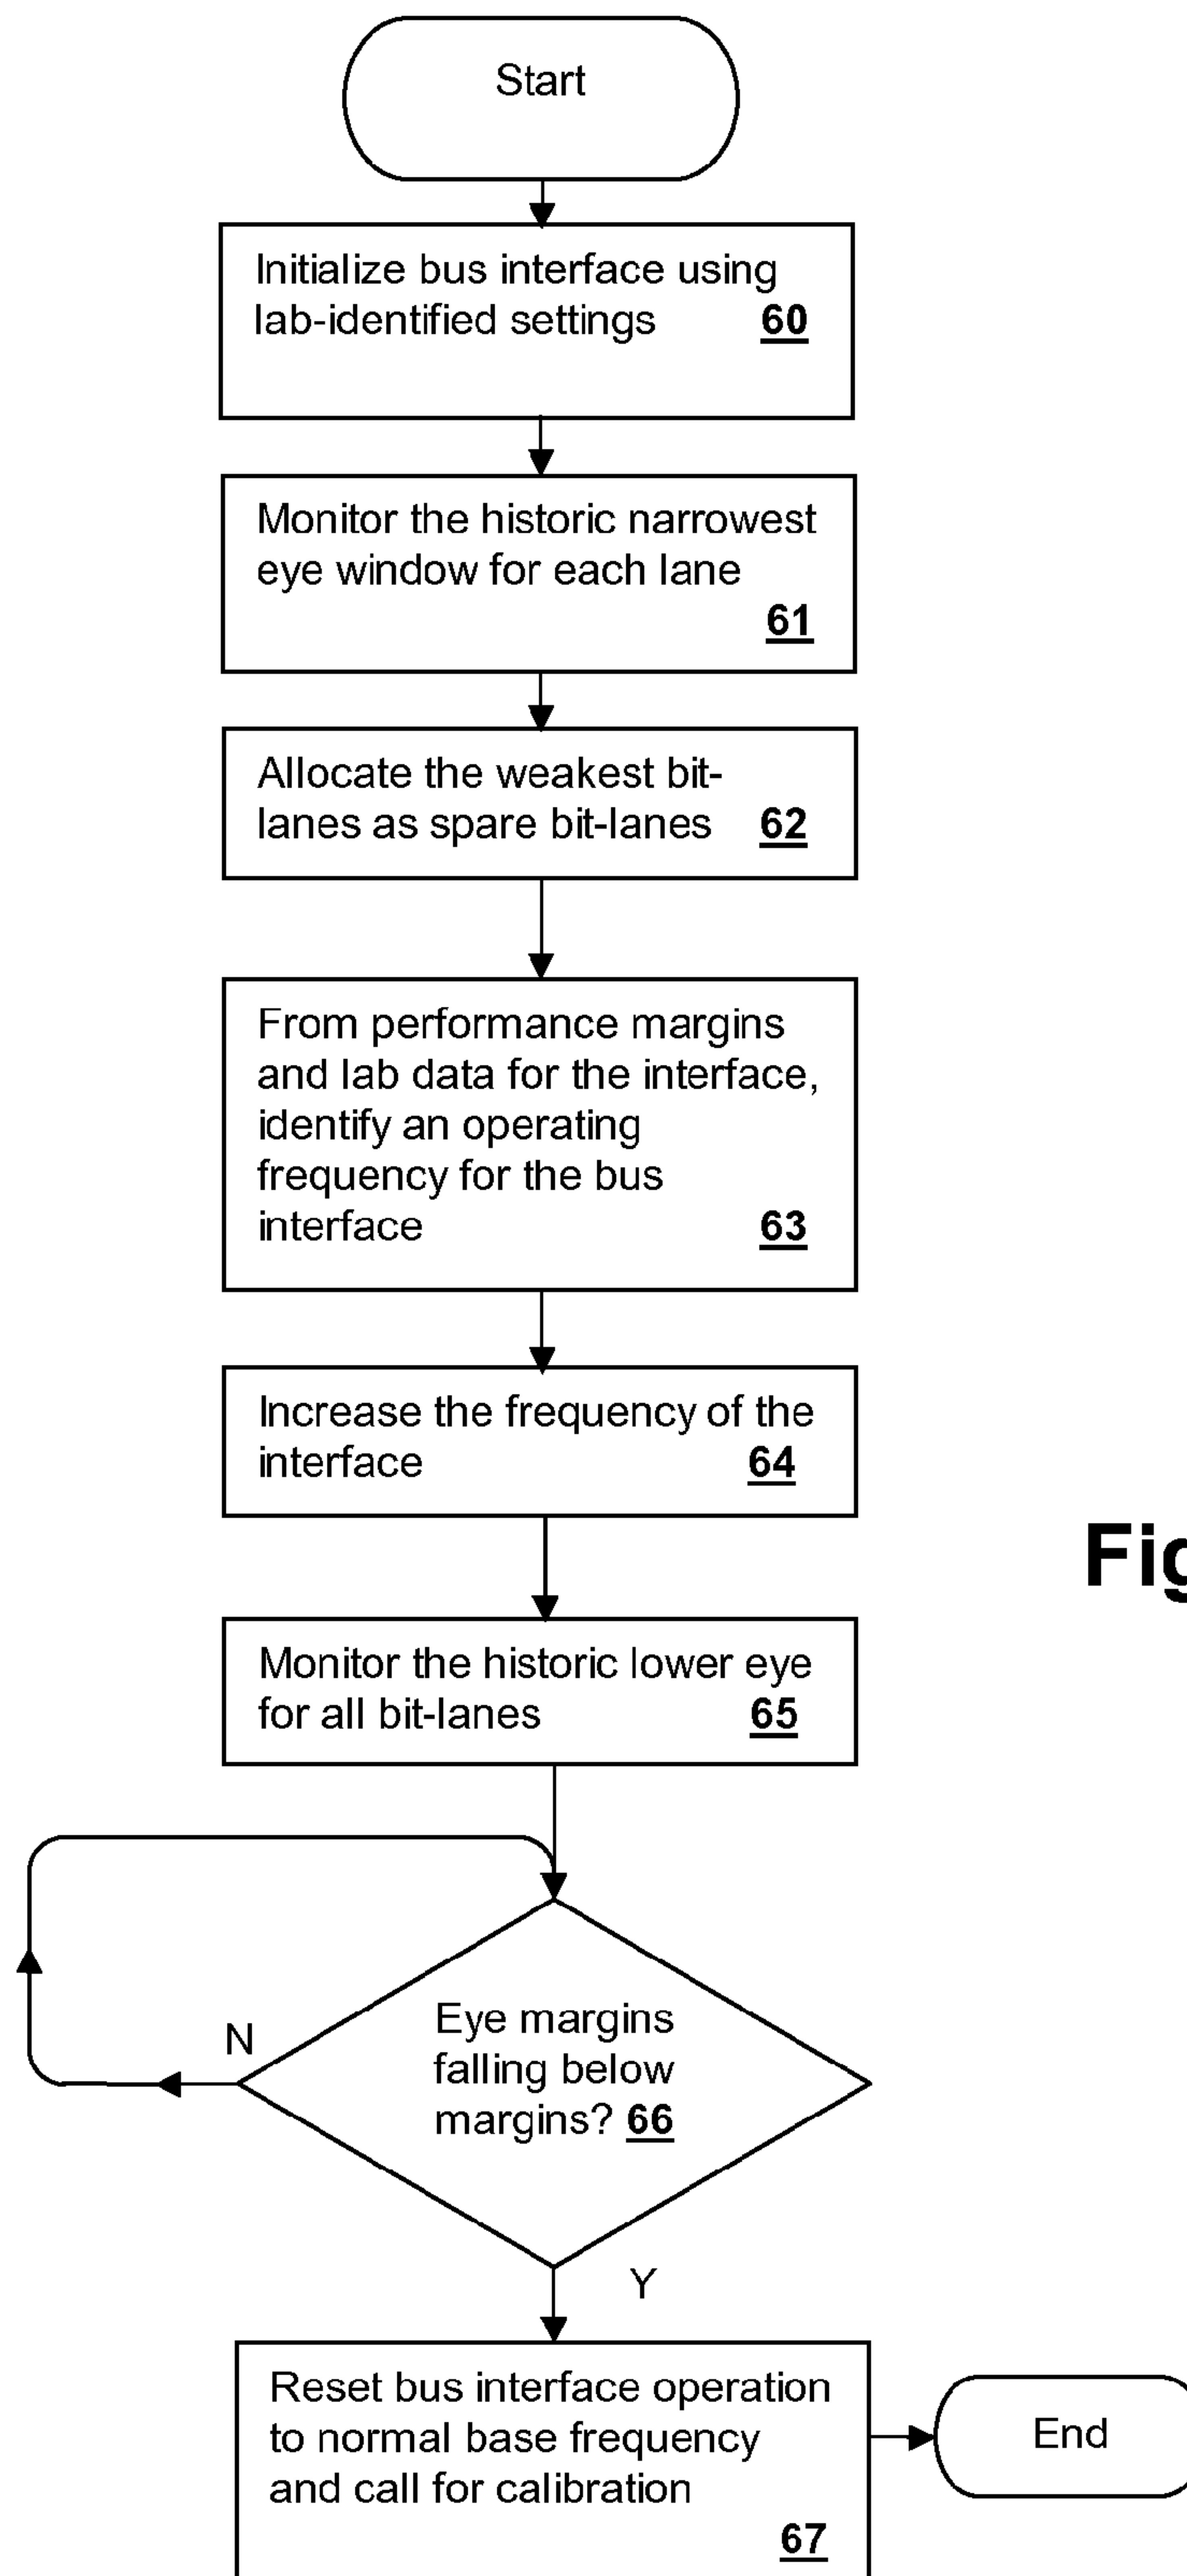 Start
Initialize bus interface using
lab-identified settings 60
Monitor the historic narrowest
eye window for each lane
61
Allocate the weakest bit-
lanes as spare bit-lanes 62
From performance margins
and lab data for the interface,
identify an operating
frequency for the bus
interface 63
Increase the frequency of the
interface 64
Fig
Monitor the historic lower eye
for all bit-lanes 65
N
Eye margins
falling below
margins? 66
Y
Reset bus interface operation
to normal base frequency
and call for calibration
67
End